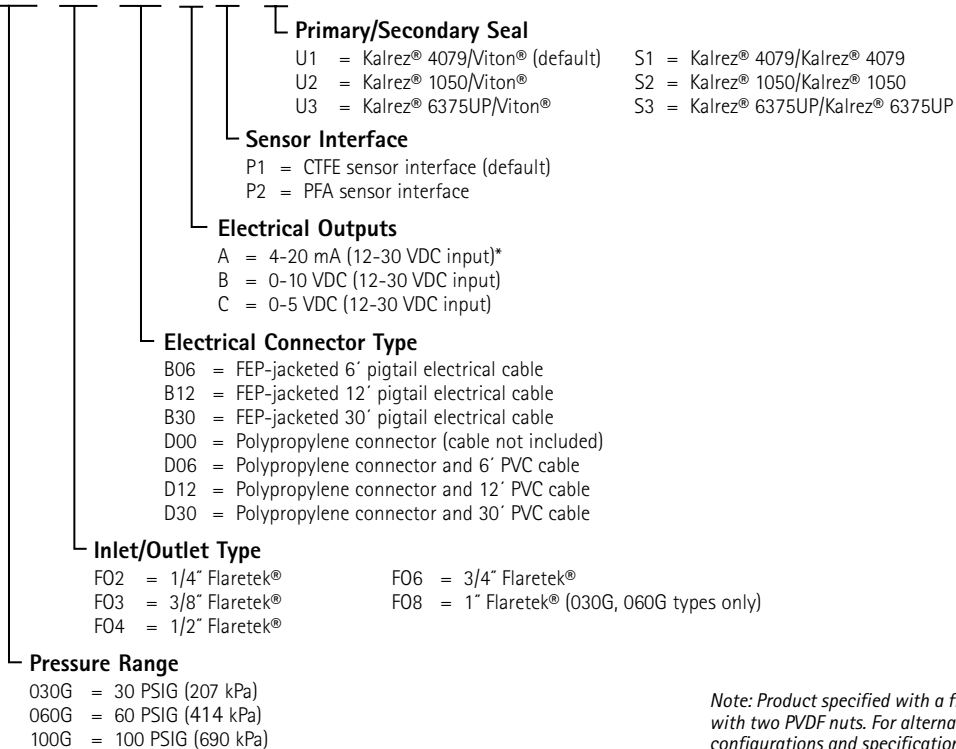 Primary/Secondary Seal
U1 = Kalrez® 4079/Viton® (default) S1 = Kalrez® 4079/Kalrez® 4079
U2 = Kalrez® 1050/Viton® S2 = Kalrez® 1050/Kalrez® 1050
U3 = Kalrez® 6375UP/Viton® S3 = Kalrez® 6375UP/Kalrez® 6375UP
Sensor Interface
P1 = CTFE sensor interface (default)
P2 = PFA sensor interface
Electrical Outputs
A = 4-20 mA (12-30 VDC input)*
B = 0-10 VDC (12-30 VDC input)
C = 0-5 VDC (12-30 VDC input)
Electrical Connector Type
B06 = FEP-jacketed 6´ pigtail electrical cable
B12 = FEP-jacketed 12´ pigtail electrical cable
B30 = FEP-jacketed 30´ pigtail electrical cable
D00 = Polypropylene connector (cable not included)
D06 = Polypropylene connector and 6´ PVC cable
D12 = Polypropylene connector and 12´ PVC cable
D30 = Polypropylene connector and 30´ PVC cable
Inlet/Outlet Type
FO2 = 1/4˝ Flaretek® FO6 = 3/4˝ Flaretek®
FO3 = 3/8˝ Flaretek® FO8 = 1˝ Flaretek® (030G, 060G types only)
FO4 = 1/2˝ Flaretek®
Pressure Range
030G = 30 PSIG (207 kPa)
060G = 60 PSIG (414 kPa)
100G = 100 PSIG (690 kPa)
Note: Product specified with a
with two PVDF nuts. For
configurations and